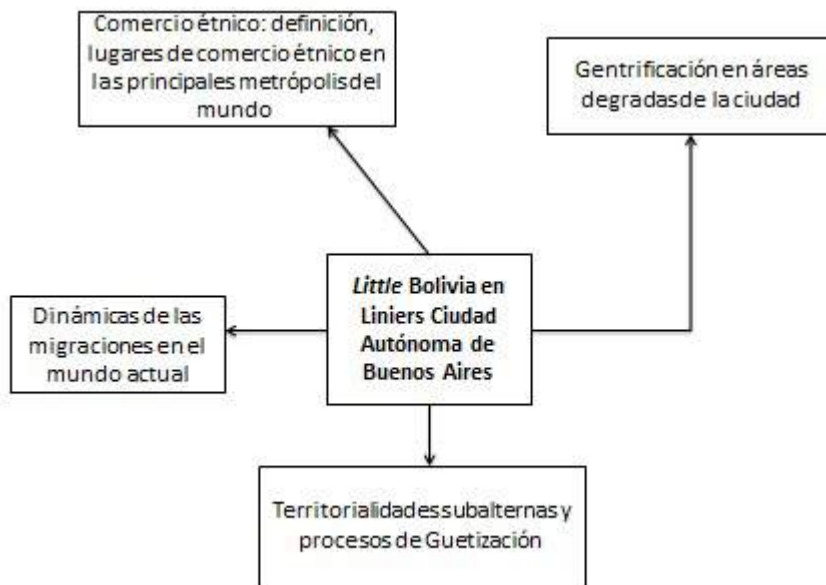 Comercio étnico: definición,
lugares de comercio étnico en
las principales metrópolis del
mundo
Gentrificación en áreas
degradas de la ciudad
Little Bolivia en
Liniers Ciudad
Autónoma de
Buenos Aires
Dinámicas de las
migraciones en el
mundo actual
Territorialidades subalternas y
procesos de Guetización